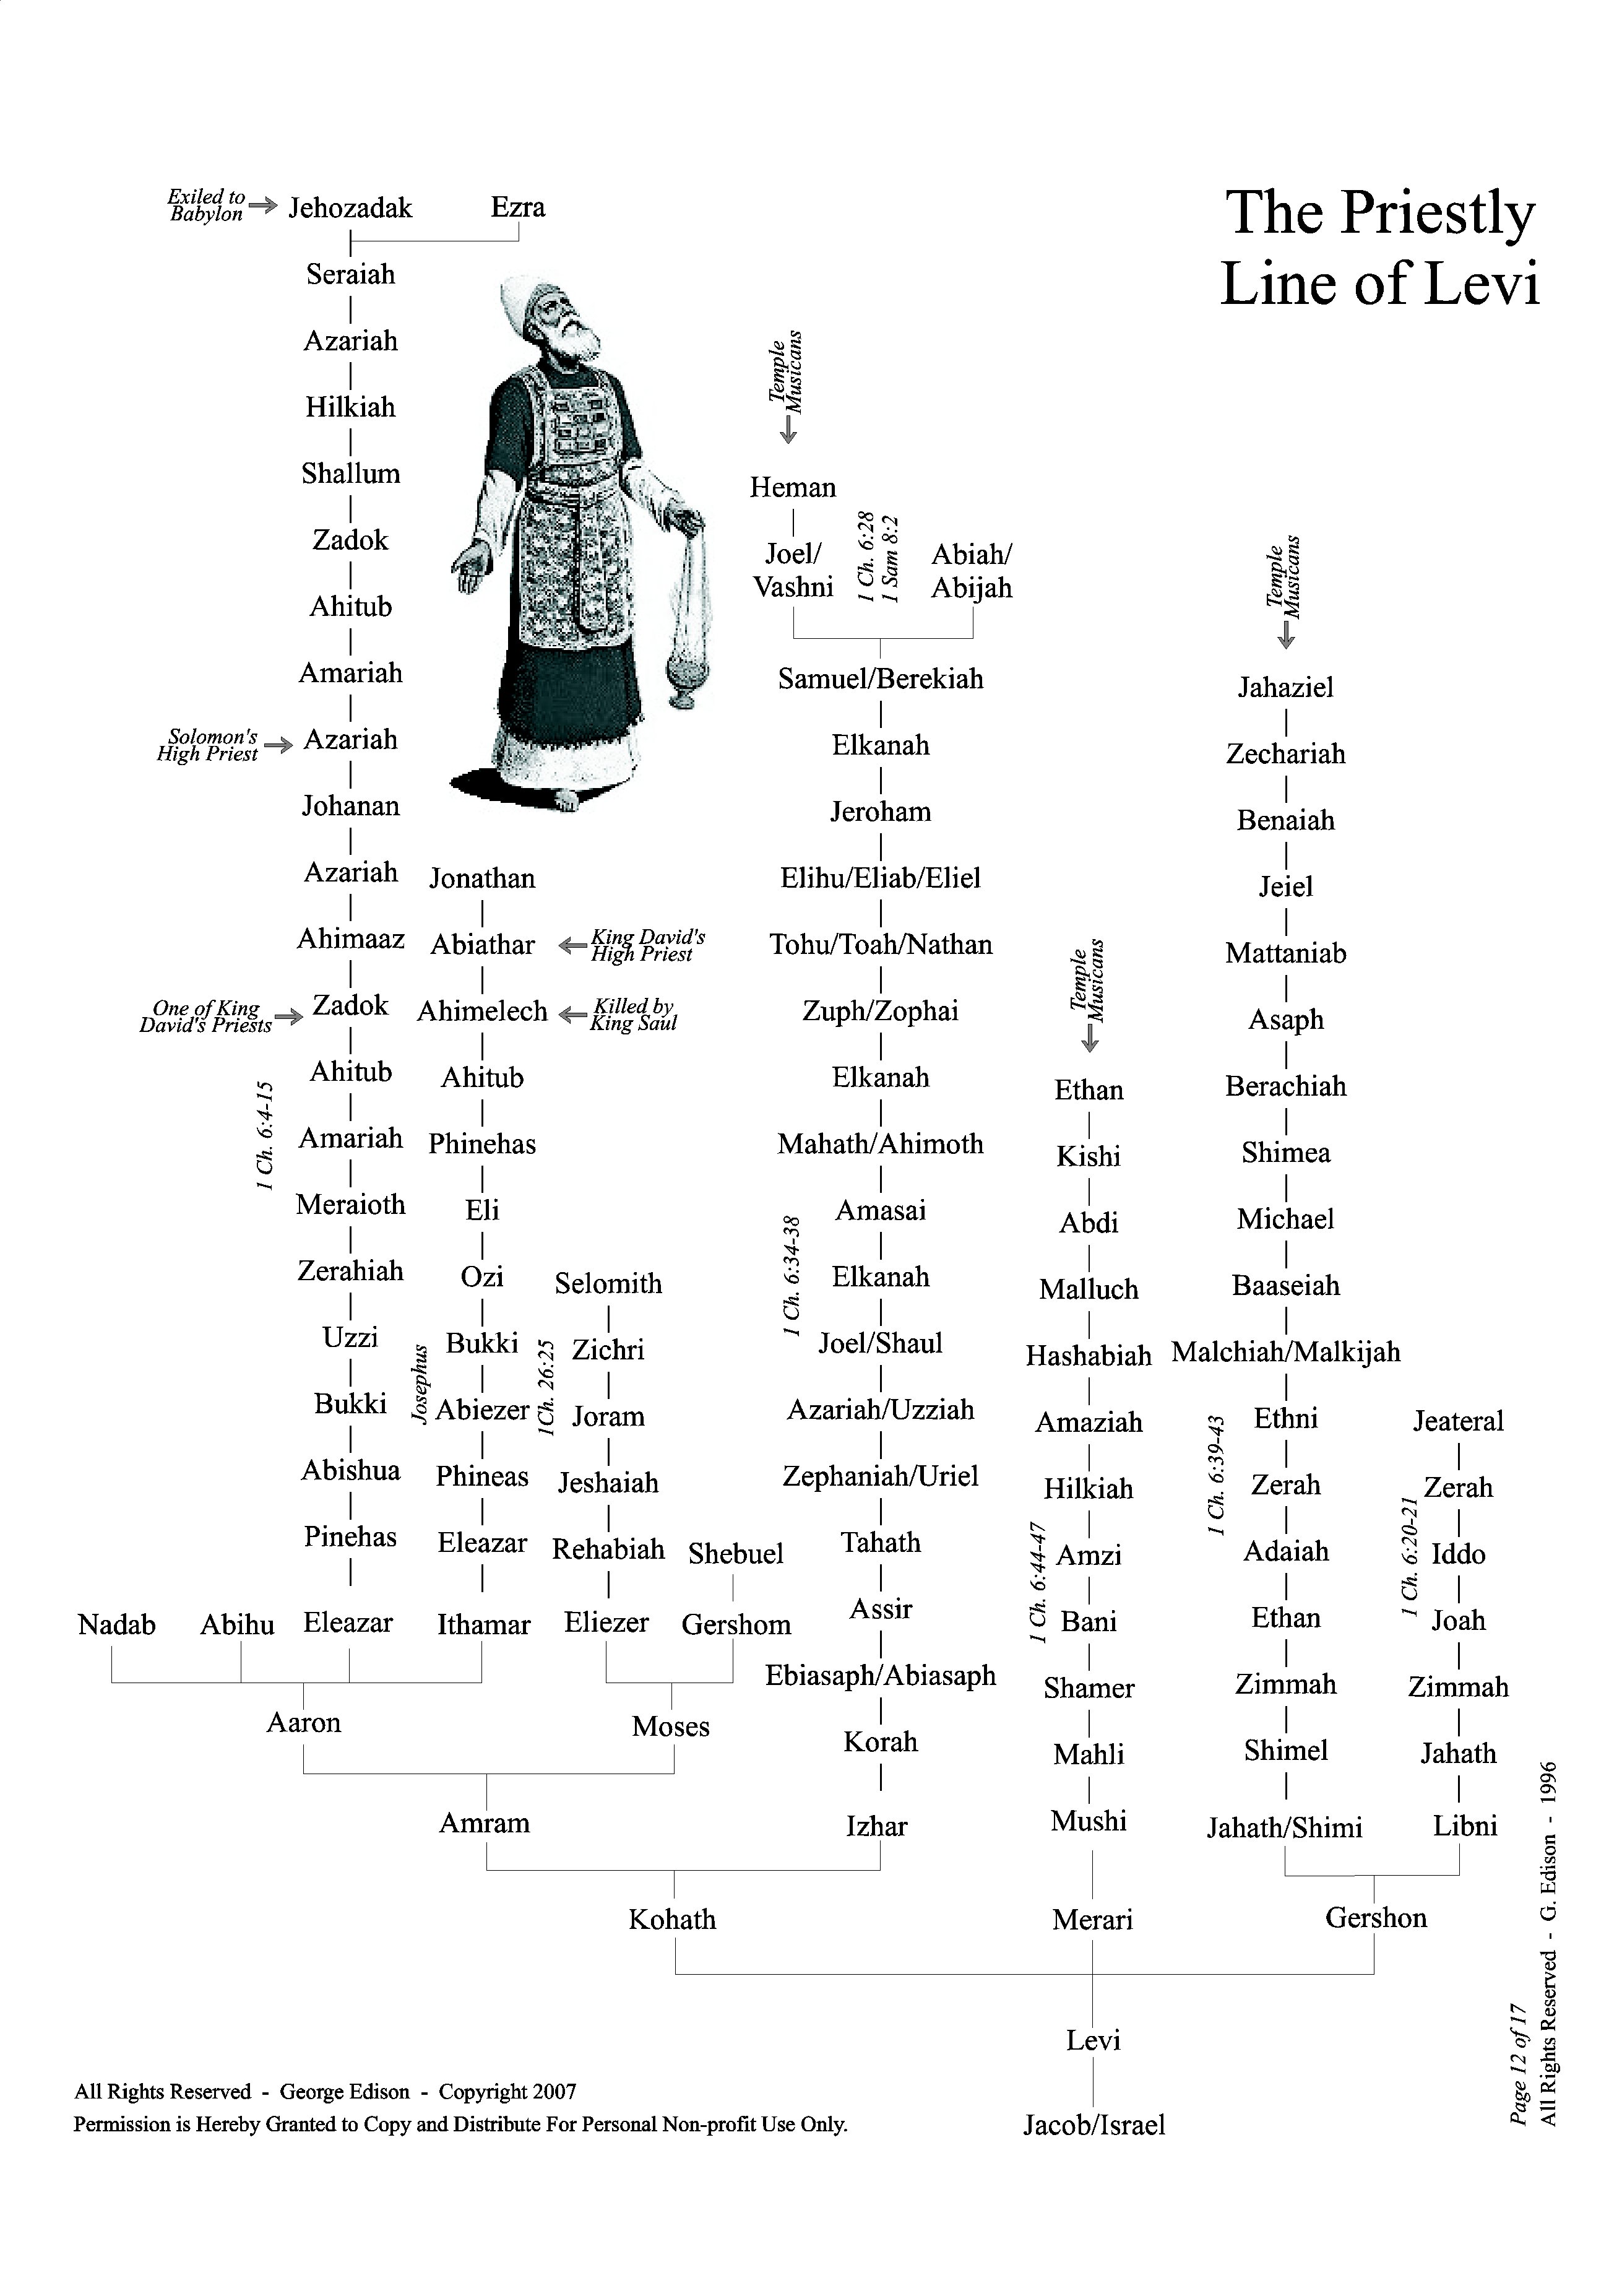 The Priestly
Line of Levi
Exiled to
Babylon
Jehozadak
Ezra
Seraiah
Azariah
Hilkiah
Shallum
Zadok
Ahitub
Amariah
Solomon's
High Priest
Azariah
Johanan
Azariah
Ahimaaz
One of King
David's Priests
Zadok
Ahitub
1 Ch. 6:4-15
Amariah
Meraioth
Zerahiah
Uzzi
Bukki
Abishua
Pinehas
Eleazar
Nadab
Abihu
Jonathan
Abiathar
King David's
High Priest
Ahimelech
Killed by
King Saul
Ahitub
Phinehas
Eli
Ozi
Bukki
Josephus
Abiezer
Phineas
Eleazar
Ithamar
Selomith
Zichri
1Ch. 26:25
Joram
Jeshaiah
Rehabiah
Eliezer
Shebuel
Gershom
Aaron
Moses
Amram
Temple
Musicans
Heman
Joel/
Vashni
1 Ch. 6:28
1 Sam 8:2
Abiah/
Abijah
Samuel/Berekiah
Elkanah
Jeroham
Elihu/Eliab/Eliel
Tohu/Toah/Nathan
Zuph/Zophai
Elkanah
Mahath/Ahimoth
Amasai
1 Ch. 6:34-38
Elkanah
Joel/Shaul
Azariah/Uzziah
Zephaniah/Uriel
Tahath
Assir
Ebiasaph/Abiasaph
Korah
Izhar
Kohath
Temple
Musicans
Ethan
Kishi
Abdi
Malluch
Hashabiah
Amaziah
Hilkiah
1 Ch. 6:44-47
Amzi
Bani
Shamer
Mahli
Mushi
Merari
Temple
Musicans
Jahaziel
Zechariah
Benaiah
Jeiel
Mattaniab
Asaph
Berachiah
Shimea
Michael
Baaseiah
Malchiah/Malkijah
Ethni
1 Ch. 6:39-43
Zerah
Adaiah
Ethan
Zimmah
Shimel
Jahath/Shimi
Jeateral
Zerah
1 Ch. 6:20-21
Iddo
Joah
Zimmah
Jahath
Libni
Gershon
Levi
Jacob/Israel
All Rights Reserved - George Edison - Copyright 2007
Permission is Hereby Granted to Copy and Distribute For Personal Non-profit Use Only.
Page 12 of 17
All Rights Reserved - G. Edison - 1996